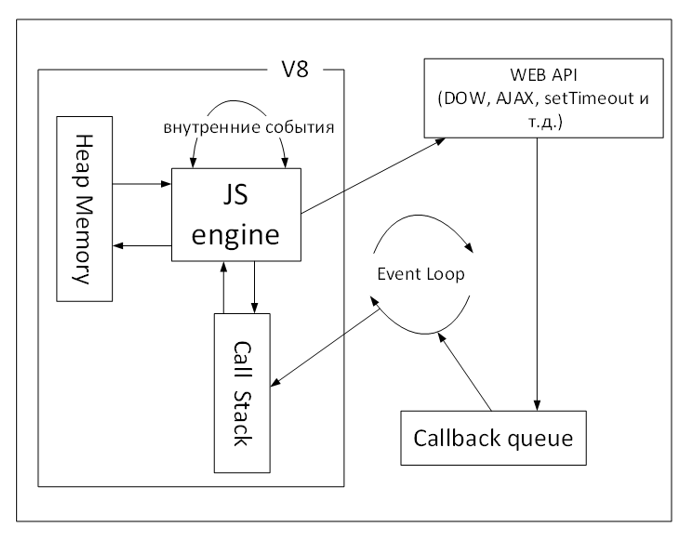 V8
WEB API
(DOW, AJAX, setTimeout и
т.д.)
внутренние события
Heap Memory
JS
engine
Event Loop
Call Stack
Callback queue